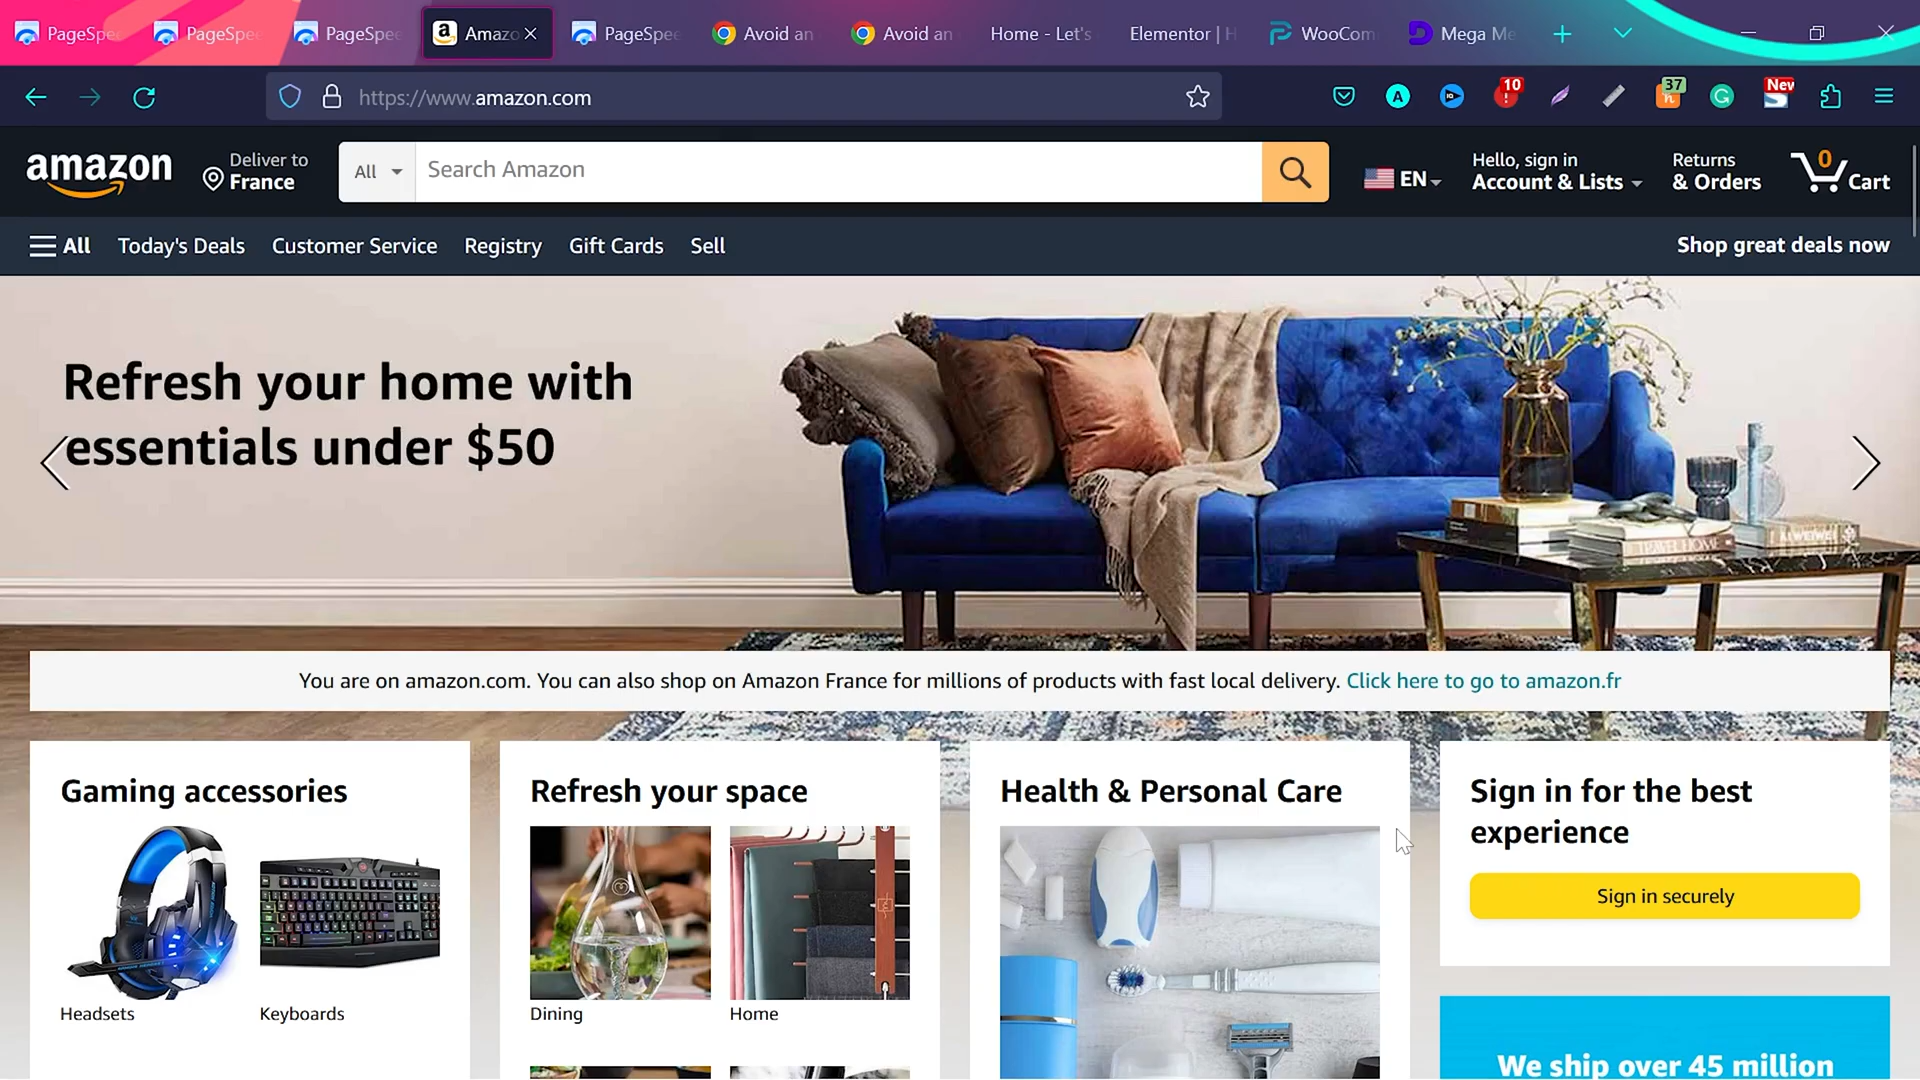 PageSpee
PageSpee
PageSpee
Amazo
PageSpee
Avoid an
Avoid an
Home - Let's
Elementor | H
WooCom
Mega Me
https://www.amazon.com
10
37
New
amazon
Deliver to
France
All
Search Amazon
EN
Hello, sign in
Account & Lists
Returns
& Orders
0
Cart
All
Today's Deals
Customer Service
Registry
Gift Cards
Sell
Shop great deals now
Refresh your home with
essentials under $50
You are on amazon.com. You can also shop on Amazon France for millions of products with fast local delivery. Click here to go to amazon.fr
Gaming accessories
Headsets
Keyboards
Refresh your space
Dining
Home
Health & Personal Care
Sign in for the best
experience
Sign in securely
We ship over 45 million